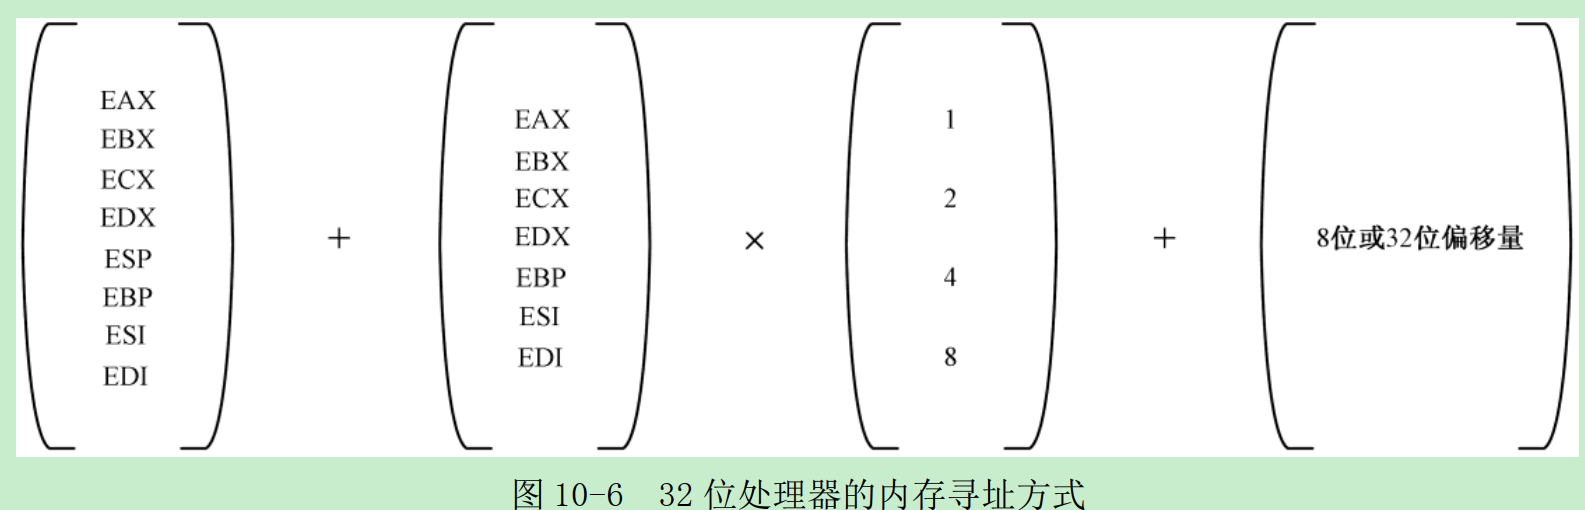 EAX
EBX
ECX
EDX
ESP
EBP
ESI
EDI
+
EAX
EBX
ECX
EDX
EBP
ESI
EDI
×
1
2
4
8
+
8位或32位偏移量
图 10-6 32 位处理器的内存寻址方式